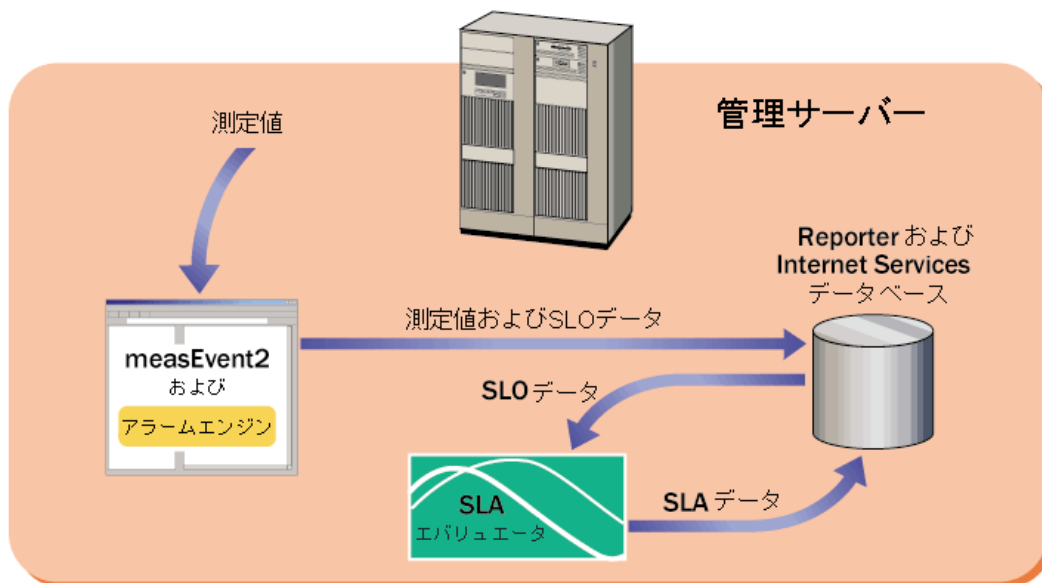 管理サーバー
測定値
Reporter および
Internet Services
データベース
測定値およびSLOデータ
measEvent2
および
アラームエンジン
SLO データ
SLA
エバリュエータ
SLA データ